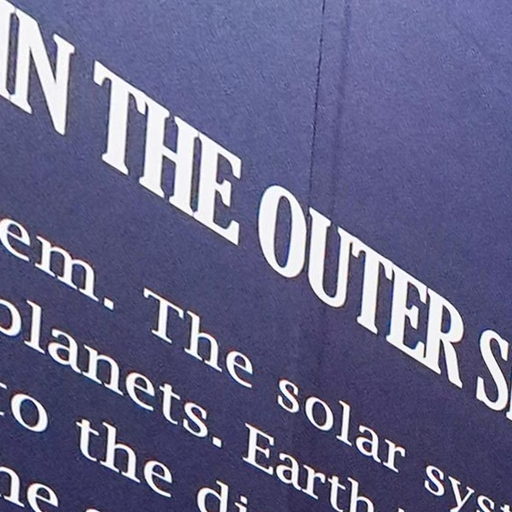 IN THE OUTER
em. The solar
planets. Earth
to the